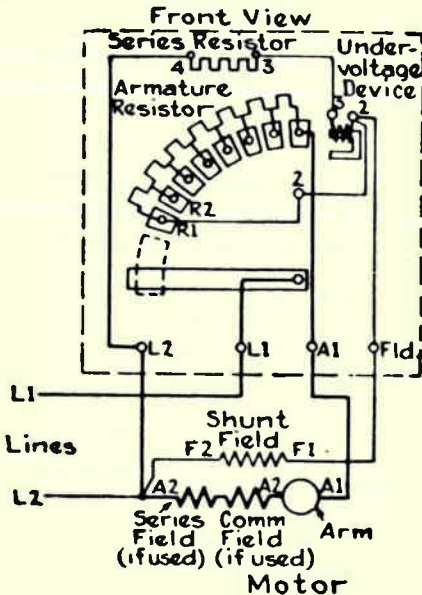 Front View
Series Resistor
4 3
Under-
voltage
Device
Armature
Resistor
3 2
2
R2
R1
L2 L1 A1 Fld.
L1
Shunt
Field
F2 F1
Lines
L2
A2 A2 A1
Series Comm
Field Field
(if used) (if used)
Arm
Motor